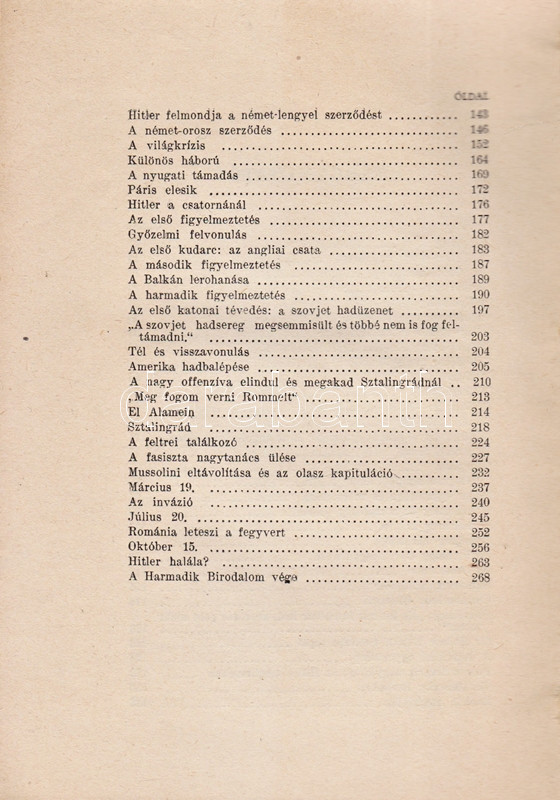 OLDAL
Hitler felmondja a német-lengyel szerződést ........... 143
A német-orosz szerződés ........................ 146
A világkrízis ................................ 152
Különös háború .............................. 164
A nyugati támadás ............................ 169
Páris elesik .................................. 172
Hitler a csatornánál ............................ 176
Az első figyelmeztetés .......................... 177
Győzelmi felvonulás ............................ 182
Az első kudarc: az angliai csata .................. 183
A második figyelmeztetés ........................ 187
A Balkán lerohanása ............................ 189
A harmadik figyelmeztetés ...................... 190
Az első katonai tévedés: a szovjet hadüzenet .......... 197
„A szovjet hadsereg megsemmisült és többé nem is fog fel-
támadni.“ .................................. 203
Tél és visszavonulás ............................ 204
Amerika hadbalépése ............................ 205
A nagy offenzíva elindul és megakad Sztalingrádnál .. 210
„Meg fogom verni Rommelt“ ...................... 213
El Alamein .................................. 214
Sztalingrád .................................. 218
A feltrei találkozó .............................. 224
A fasiszta nagytanács ülése ...................... 227
Mussolini eltávolítása és az olasz kapituláció .......... 232
Március 19. .................................. 237
Az invázió .................................. 240
Július 20. .................................... 245
Románia leteszi a fegyvert ........................ 252
Október 15. .................................. 256
Hitler halála? ................................ 263
A Harmadik Birodalom vége ...................... 268
darabanth